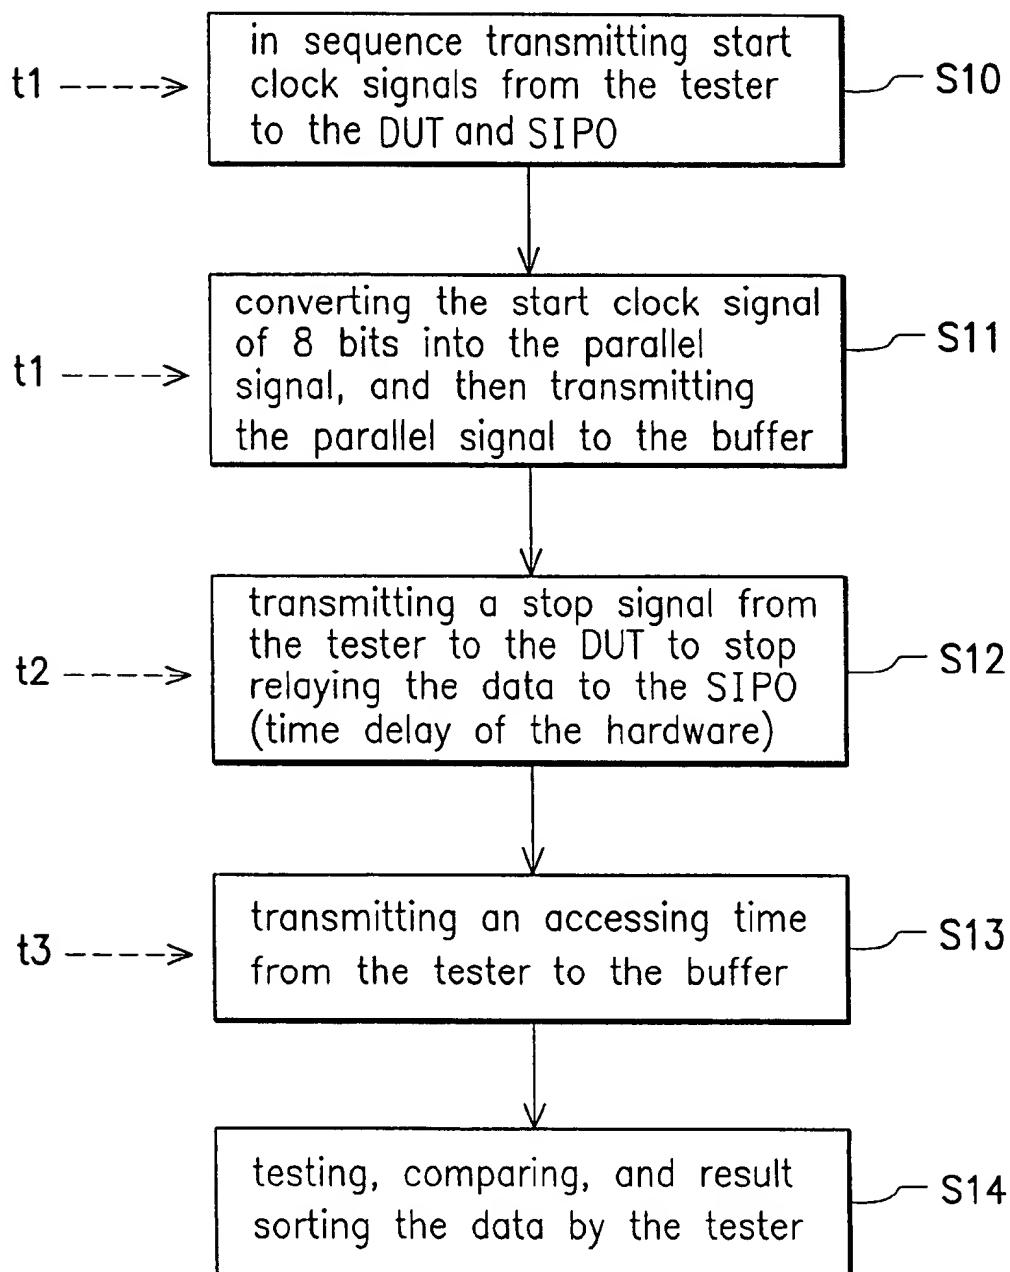 in sequence transmitting start
clock signals from the tester
to the DUT and SIPO
t1
S10
converting the start clock signal
of 8 bits into the parallel
signal, and then transmitting
the parallel signal to the buffer
t1
S11
transmitting a stop signal from
the tester to the DUT to stop
relaying the data to the SIPO
(time delay of the hardware)
t2
S12
transmitting an accessing time
from the tester to the buffer
t3
S13
testing, comparing, and result
sorting the data by the tester
S14